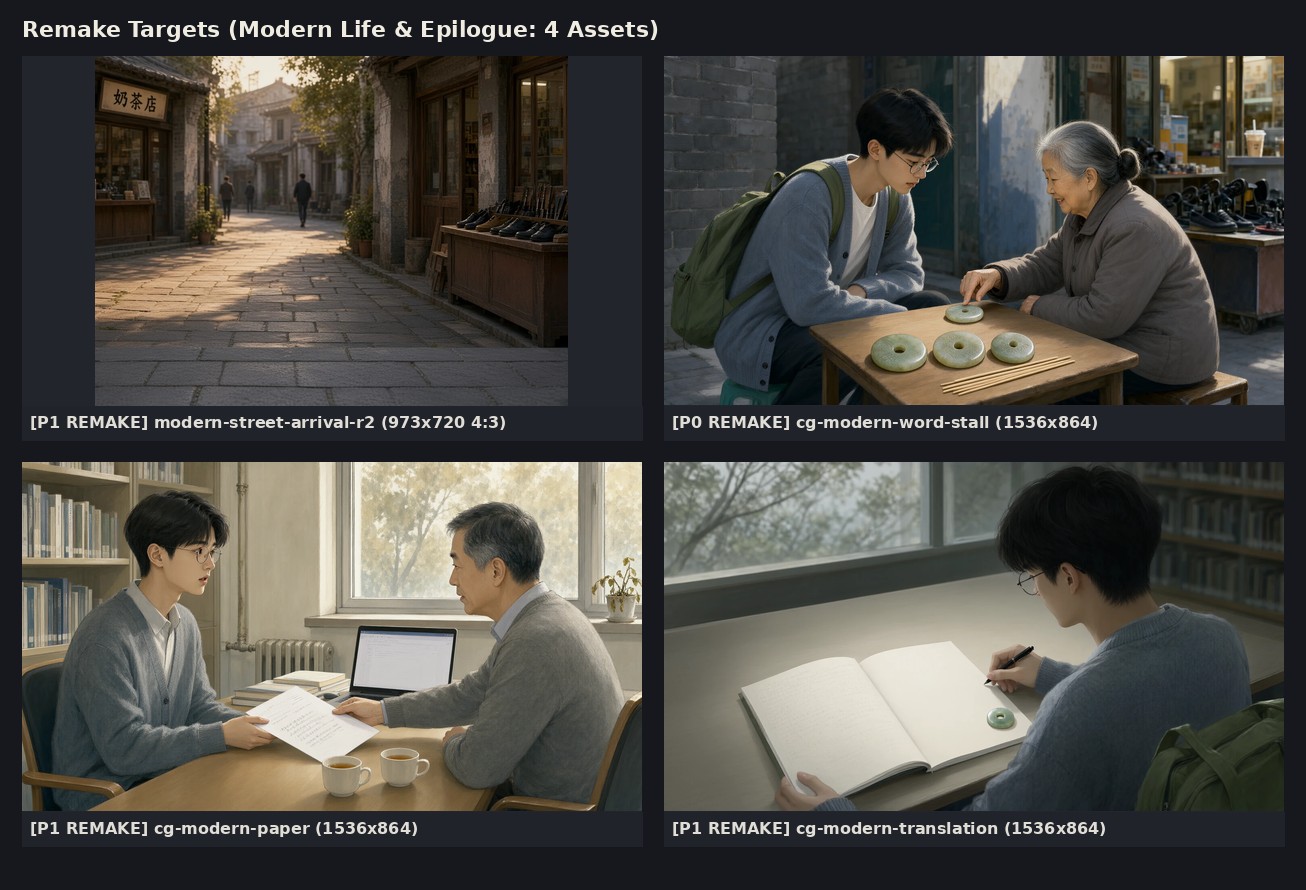 Remake Targets (Modern Life & Epilogue: 4 Assets)
奶茶店
[P1 REMAKE] modern-street-arrival-r2 (973x720 4:3)
[P0 REMAKE] cg-modern-word-stall (1536x864)
[P1 REMAKE] cg-modern-paper (1536x864)
[P1 REMAKE] cg-modern-translation (1536x864)